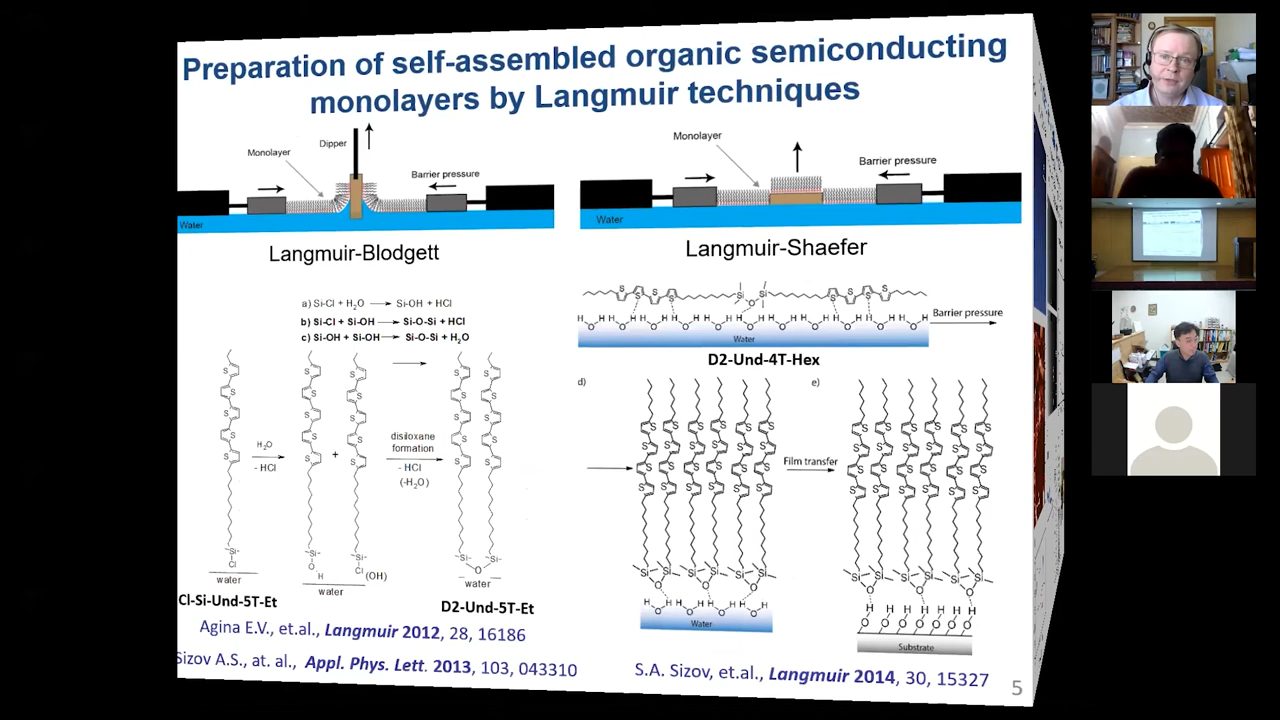 Preparation of self-assembled organic semiconducting
monolayers by Langmuir techniques
Dipper
Monolayer
Barrier pressure
Water
Langmuir-Blodgett
Monolayer
Barrier pressure
Water
Langmuir-Shaefer
a) Si-Cl + H₂O → Si-OH + HCl
b) Si-Cl + Si-OH → Si-O-Si + HCl
c) Si-OH + Si-OH → Si-O-Si + H₂O
H₂O
- HCl
+
disiloxane
formation
- HCl
(-H₂O)
Si
Cl
water
Si
O
H
Si
Cl
(OH)
water
Si
O
Si
water
Cl-Si-Und-5T-Et
D2-Und-5T-Et
Agina E.V., et.al., Langmuir 2012, 28, 16186
Sizov A.S., at. al., Appl. Phys. Lett. 2013, 103, 043310
Water
Barrier pressure
D2-Und-4T-Hex
d)
e)
Film transfer
Water
Substrate
S.A. Sizov, et.al., Langmuir 2014, 30, 15327
5